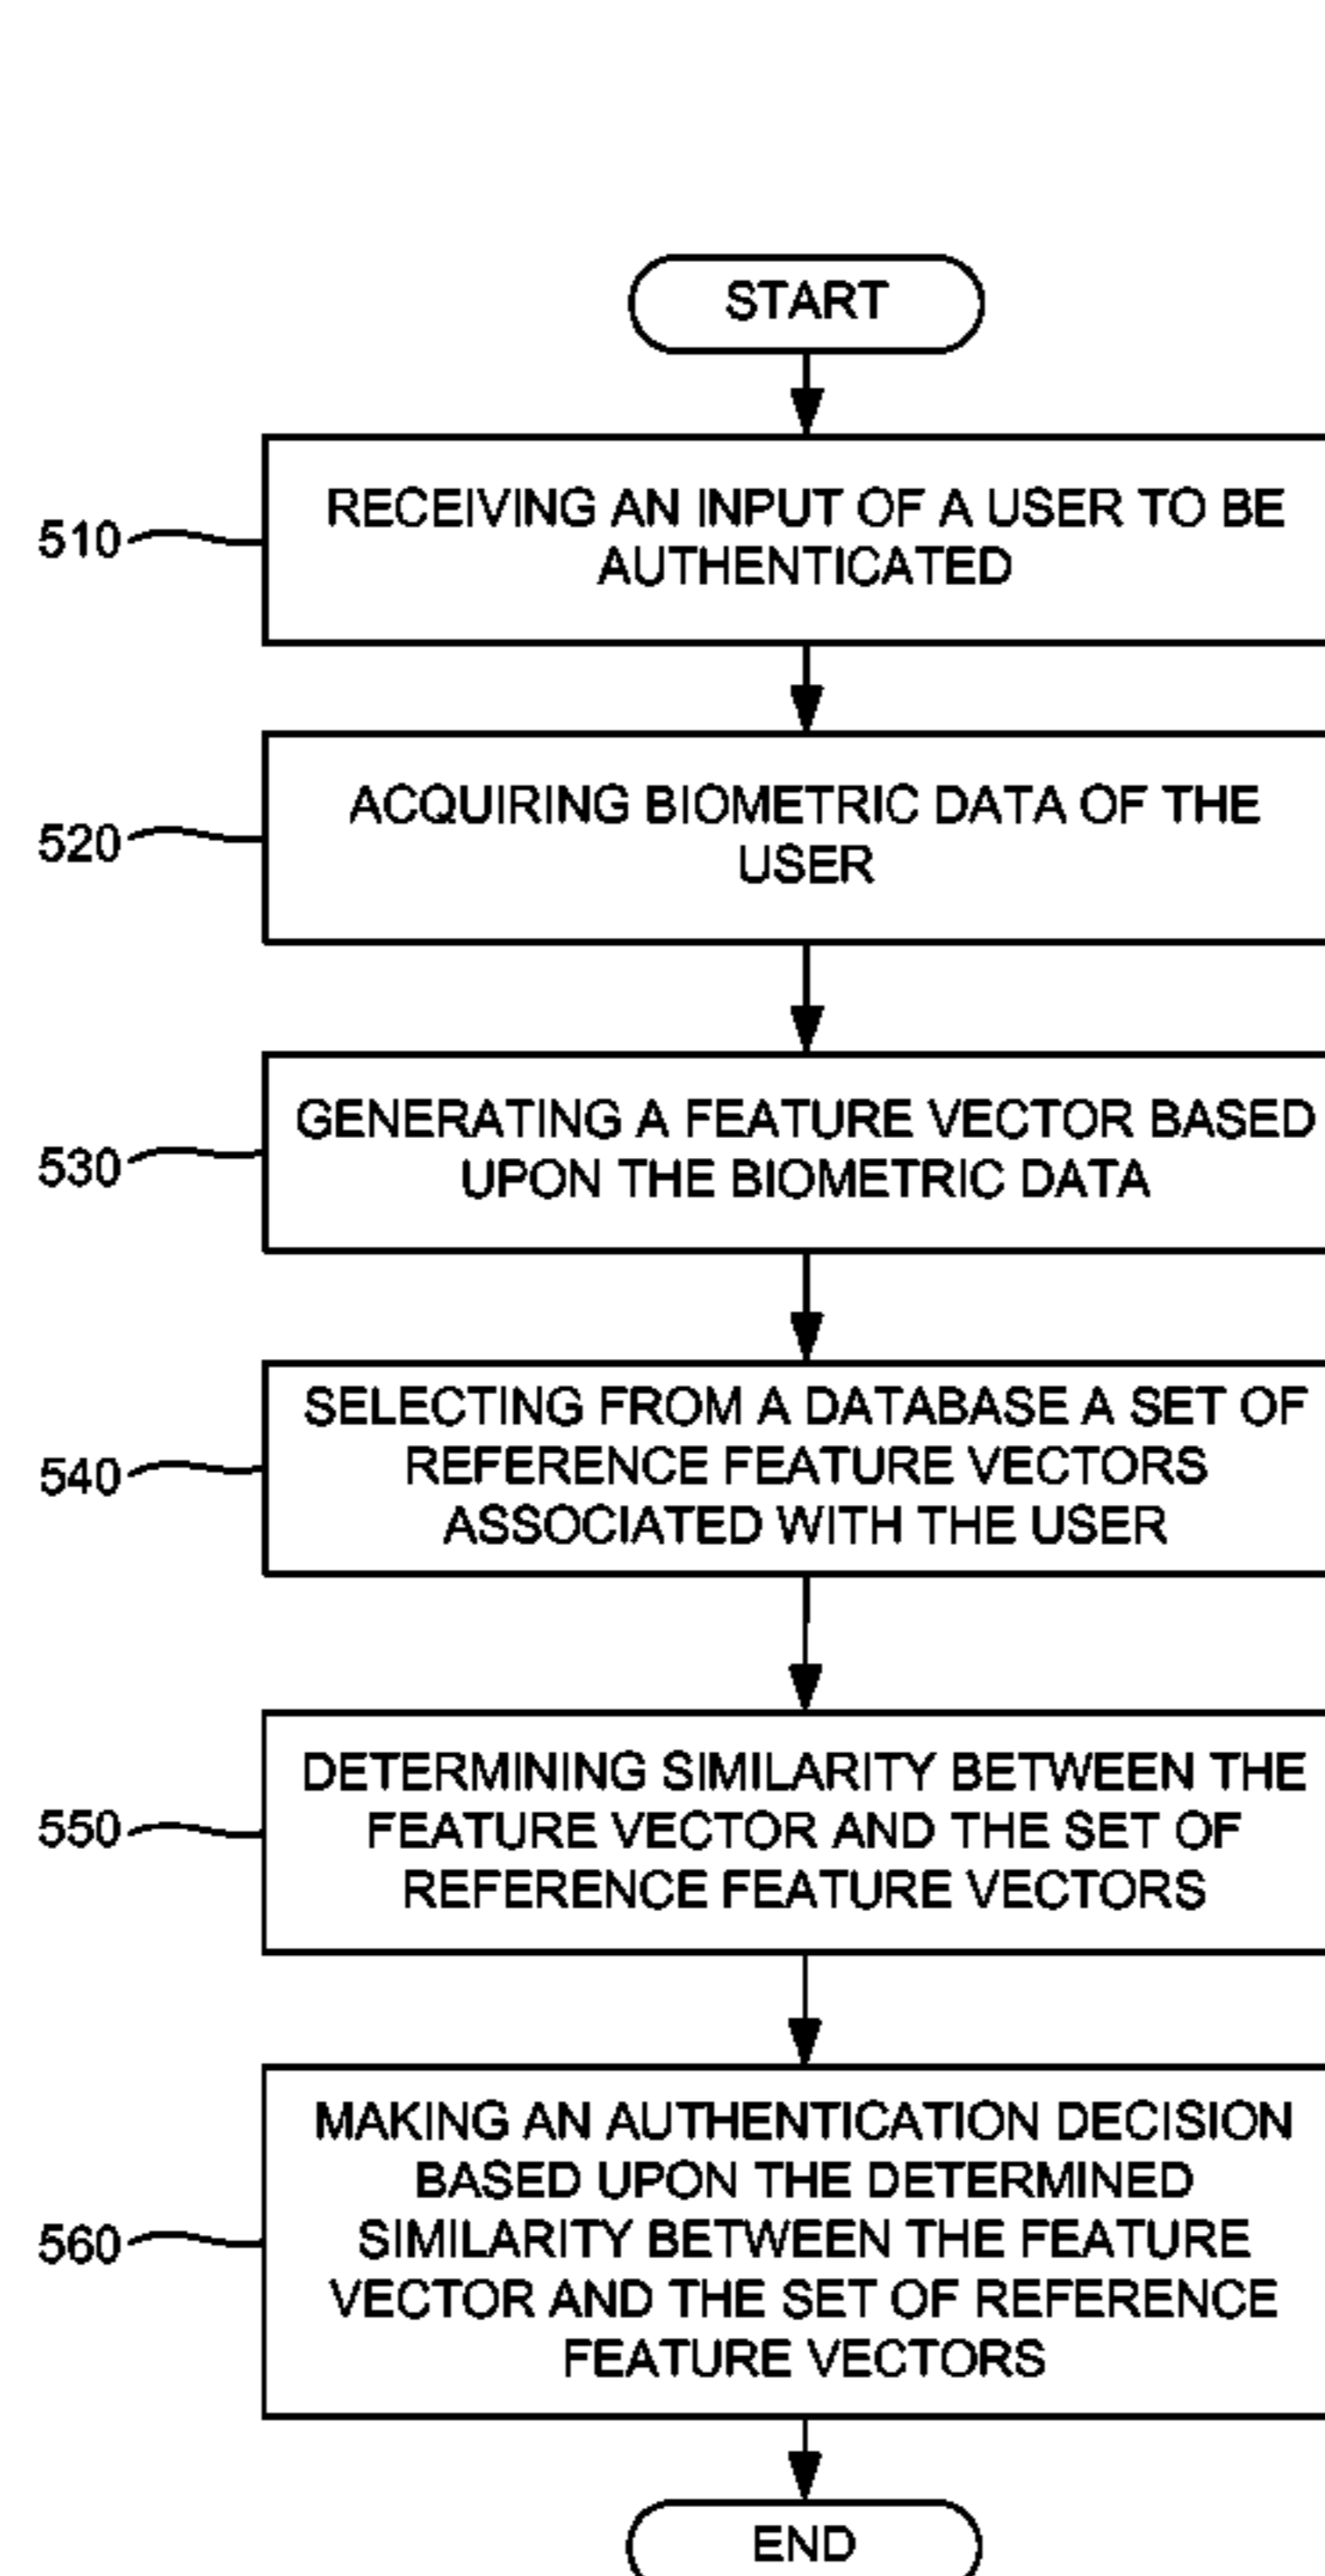 START
510
RECEIVING AN INPUT OF A USER TO BE
AUTHENTICATED
520
ACQUIRING BIOMETRIC DATA OF THE
USER
530
GENERATING A FEATURE VECTOR BASED
UPON THE BIOMETRIC DATA
540
SELECTING FROM A DATABASE A SET OF
REFERENCE FEATURE VECTORS
ASSOCIATED WITH THE USER
550
DETERMINING SIMILARITY BETWEEN THE
FEATURE VECTOR AND THE SET OF
REFERENCE FEATURE VECTORS
560
MAKING AN AUTHENTICATION DECISION
BASED UPON THE DETERMINED
SIMILARITY BETWEEN THE FEATURE
VECTOR AND THE SET OF REFERENCE
FEATURE VECTORS
END